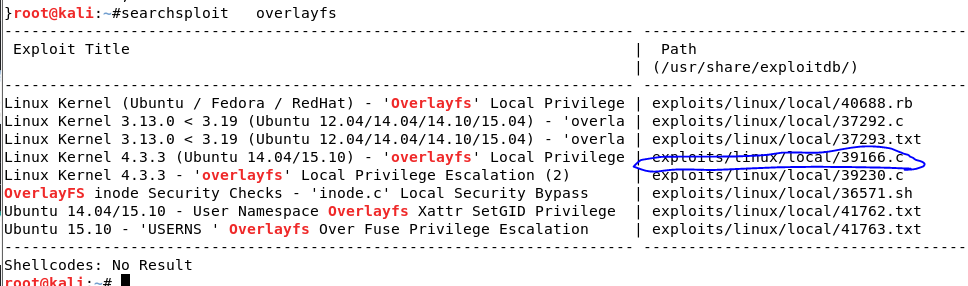 }root@kali:~#searchsploit   overlayfs
-------------------------------------------------------------------- ----------------------------------
 Exploit Title                                                      |  Path
                                                                    | (/usr/share/exploitdb/)
-------------------------------------------------------------------- ----------------------------------
Linux Kernel (Ubuntu / Fedora / RedHat) - 'Overlayfs' Local Privilege | exploits/linux/local/40688.rb
Linux Kernel 3.13.0 < 3.19 (Ubuntu 12.04/14.04/14.10/15.04) - 'overla | exploits/linux/local/37292.c
Linux Kernel 3.13.0 < 3.19 (Ubuntu 12.04/14.04/14.10/15.04) - 'overla | exploits/linux/local/37293.txt
Linux Kernel 4.3.3 (Ubuntu 14.04/15.10) - 'overlayfs' Local Privilege | exploits/linux/local/39166.c
Linux Kernel 4.3.3 - 'overlayfs' Local Privilege Escalation (2)       | exploits/linux/local/39230.c
OverlayFS inode Security Checks - 'inode.c' Local Security Bypass     | exploits/linux/local/36571.sh
Ubuntu 14.04/15.10 - User Namespace Overlayfs Xattr SetGID Privilege  | exploits/linux/local/41762.txt
Ubuntu 15.10 - 'USERNS ' Overlayfs Over Fuse Privilege Escalation     | exploits/linux/local/41763.txt
-------------------------------------------------------------------- ----------------------------------
Shellcodes: No Result
root@kali:~#